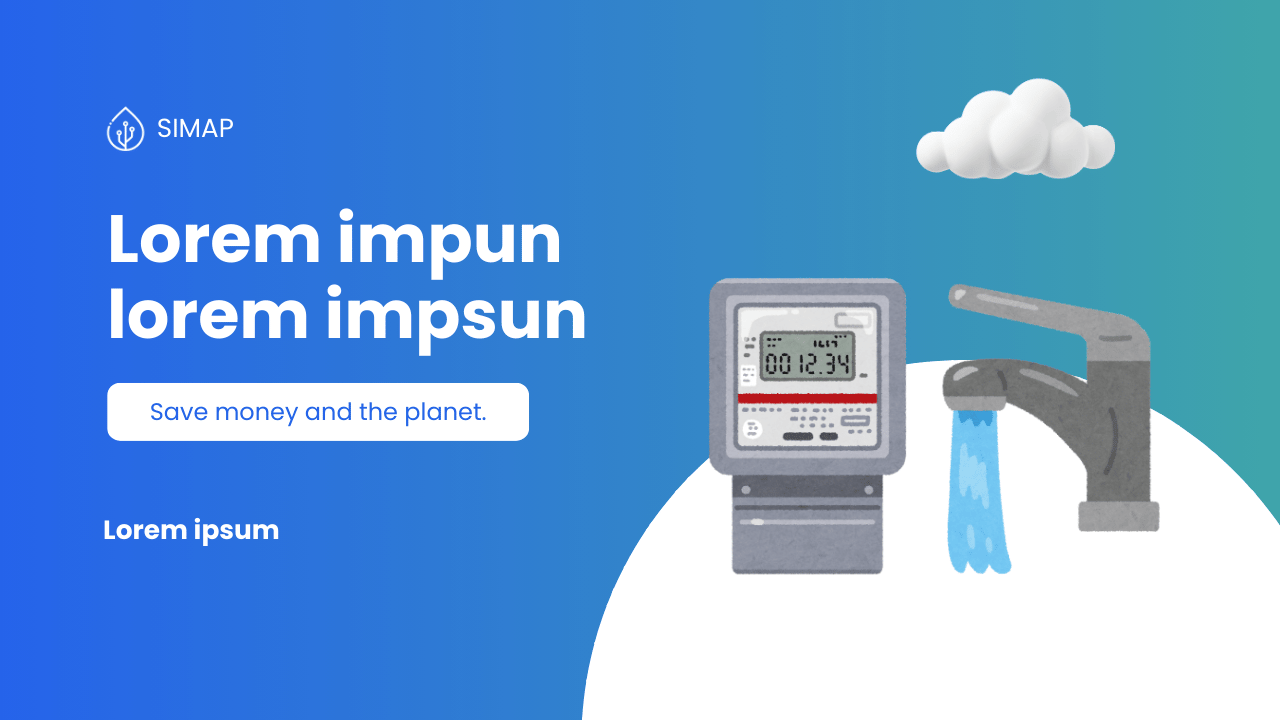 SIMAP
Lorem impun
lorem impsun
Save money and the planet.
Lorem ipsum
0012.34